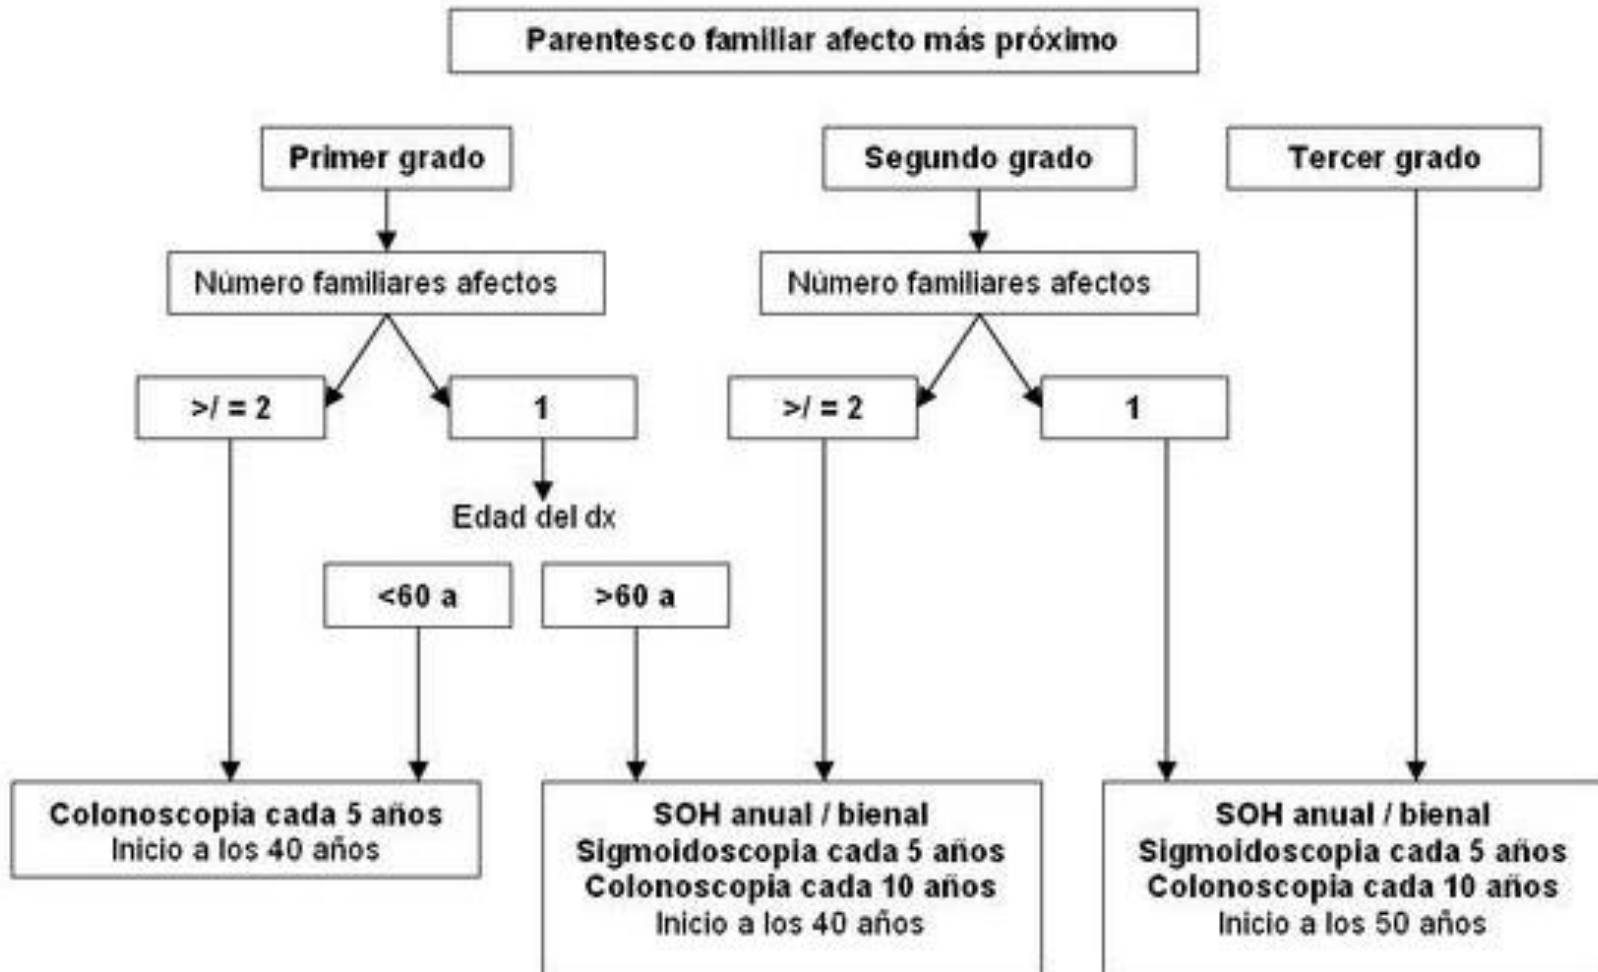 Parentesco familiar afecto más próximo
Primer grado
Segundo grado
Tercer grado
Número familiares afectos
Número familiares afectos
>/ = 2
1
>/ = 2
1
Edad del dx
<60 a
>60 a
Colonoscopia cada 5 años
Inicio a los 40 años
SOH anual / bienal
Sigmoidoscopia cada 5 años
Colonoscopia cada 10 años
Inicio a los 40 años
SOH anual / bienal
Sigmoidoscopia cada 5 años
Colonoscopia cada 10 años
Inicio a los 50 años